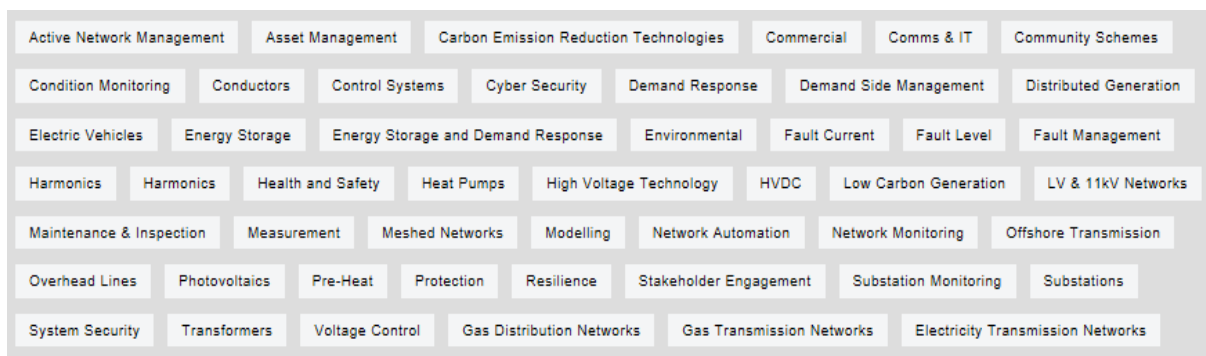 Active Network Management Asset Management Carbon Emission Reduction Technologies Commercial Comms & IT Community Schemes
Condition Monitoring Conductors Control Systems Cyber Security Demand Response Demand Side Management Distributed Generation
Electric Vehicles Energy Storage Energy Storage and Demand Response Environmental Fault Current Fault Level Fault Management
Harmonics Harmonics Health and Safety Heat Pumps High Voltage Technology HVDC Low Carbon Generation LV & 11kV Networks
Maintenance & Inspection Measurement Meshed Networks Modelling Network Automation Network Monitoring Offshore Transmission
Overhead Lines Photovoltaics Pre-Heat Protection Resilience Stakeholder Engagement Substation Monitoring Substations
System Security Transformers Voltage Control Gas Distribution Networks Gas Transmission Networks Electricity Transmission Networks